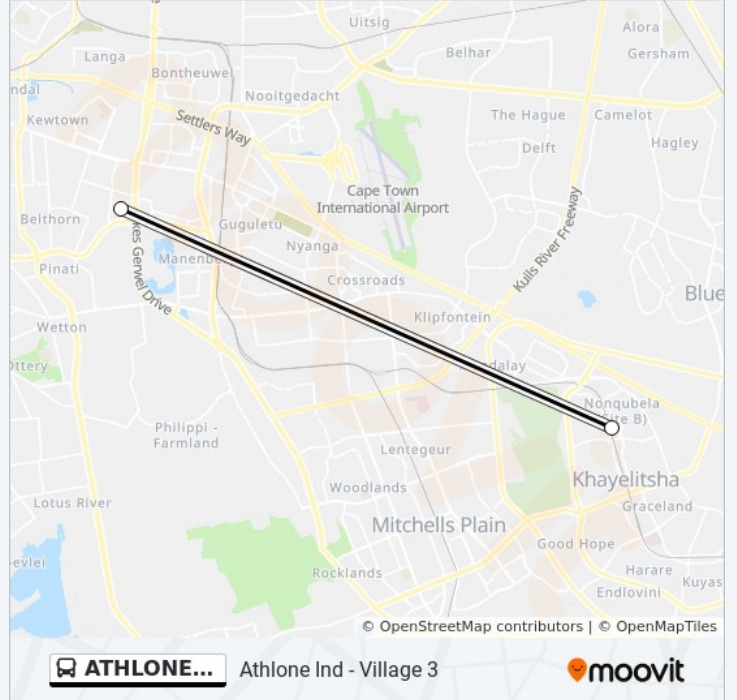 Uitsig
Alora
Langa
Belhar
Gersham
Bontheuwe
ndal
Nooitgedacht
Kewtown
Settlers Way
The Hague
Camelot
Delft
Hagley
Cape Town
International Airport
Belthorn
Guguletu
Nyanga
kes Gerwel Drive
Manenb
Kuils River Freeway
Pinati
Crossroads
Blue
Klipfontein
Wetton
Ottery
ndalay
Nonqubela
(Site B)
Philippi -
Farmland
Lentegeur
Khayelitsha
Woodlands
Lotus River
Graceland
Mitchells Plain
Good Hope
evlei
Rocklands
Harare
Kuyas
Endlovini
© OpenStreetMap contributors | © OpenMapTiles
ATHLONE... Athlone Ind - Village 3
moovit